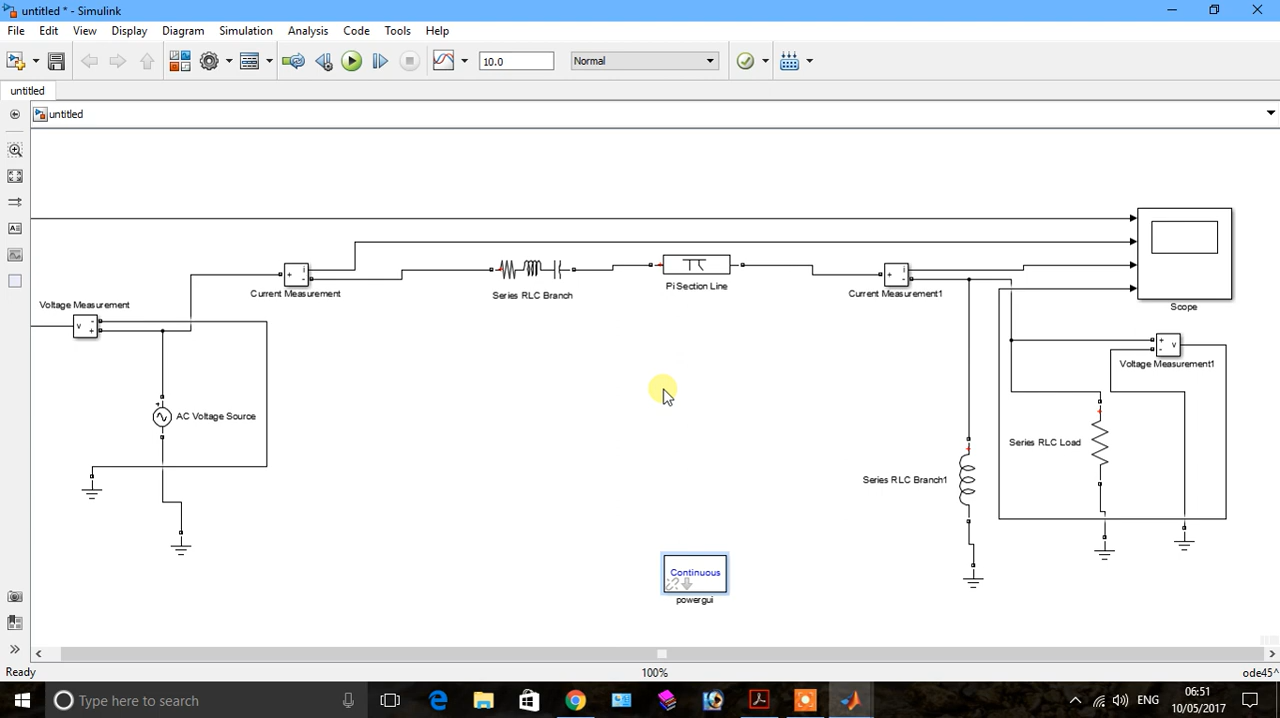 untitled * - Simulink
File Edit View Display Diagram Simulation Analysis Code Tools Help
10.0 Normal
untitled
untitled
Current Measurement
Series RLC Branch
Pi Section Line
Current Measurement1
Scope
Voltage Measurement
v
- +
+ i -
+ i -
+ - v
Voltage Measurement1
AC Voltage Source
Series RLC Load
Series RLC Branch1
Continuous
powergui
Ready 100% ode45^
Type here to search
ENG
06:51
10/05/2017